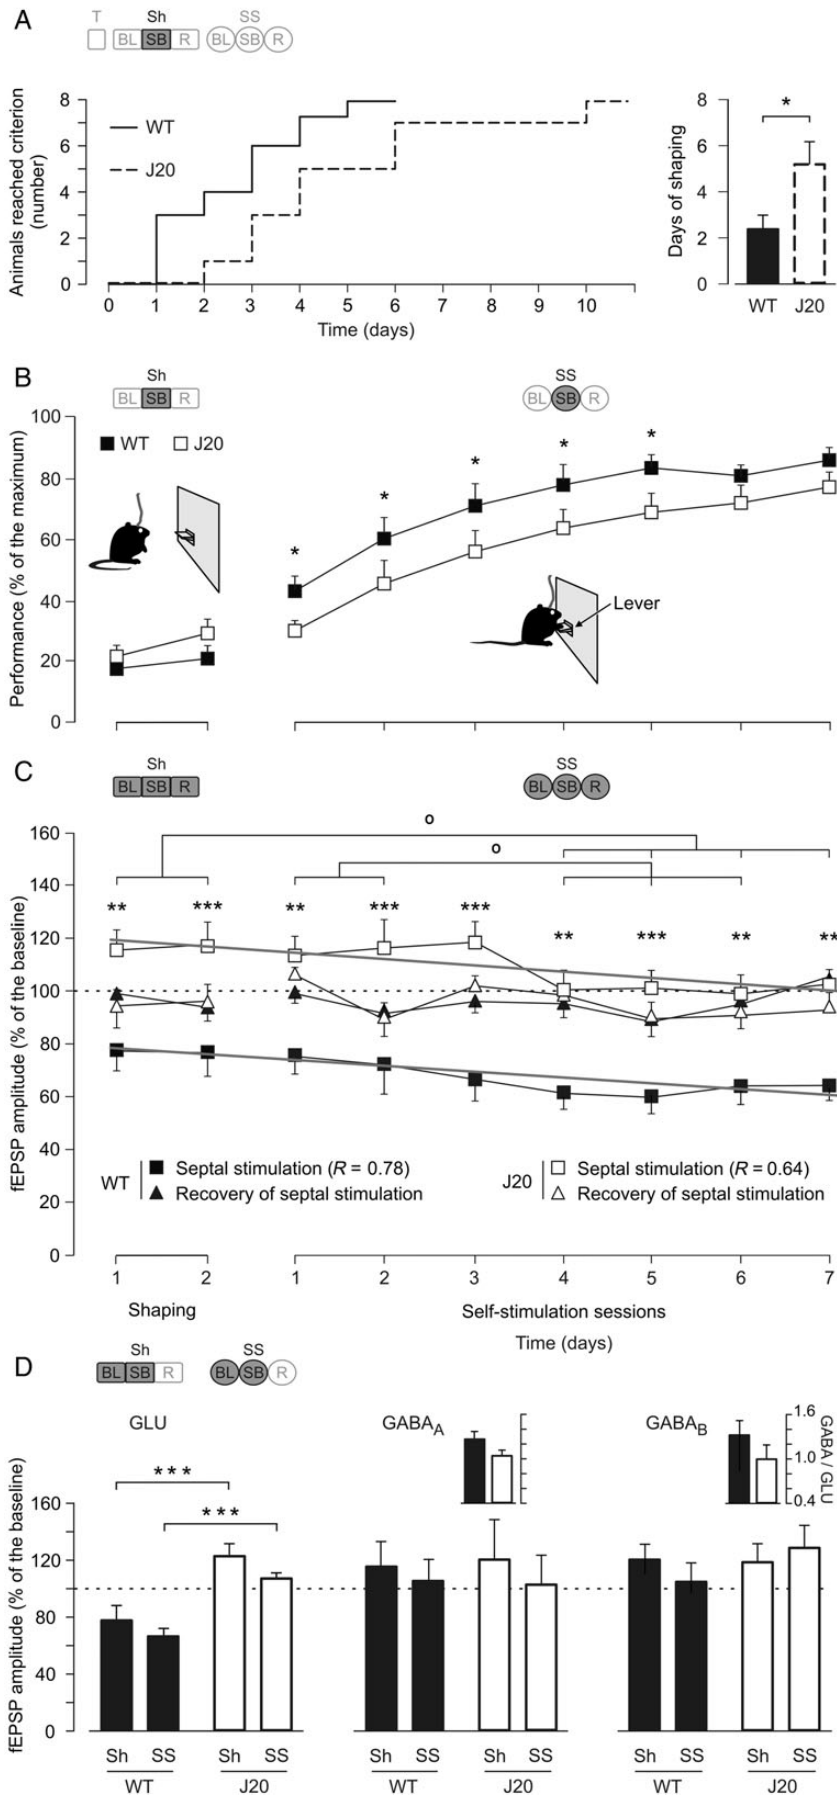 A
T
Sh
SS
BL SB R
BL SB R
Animals reached criterion
(number)
8
6
4
2
0
WT
J20
0 1 2 3 4 5 6 7 8 9 10
Time (days)
Days of shaping
8
6
4
2
0
*
WT J20
B
Sh
BL SB R
SS
BL SB R
Performance (% of the maximum)
100
80
60
40
20
0
WT J20
* * * * *
Lever
C
Sh
BL SB R
SS
BL SB R
fEPSP amplitude (% of the baseline)
160
140
120
100
80
60
40
20
0
o
o
** *** ** *** *** ** *** ** **
WT
Septal stimulation (R = 0.78)
Recovery of septal stimulation
J20
Septal stimulation (R = 0.64)
Recovery of septal stimulation
1 2 1 2 3 4 5 6 7
Shaping
Self-stimulation sessions
Time (days)
D
Sh
BL SB R
SS
BL SB R
GLU
GABAA
GABAB
1.6
1.0
0.4
GABA / GLU
fEPSP amplitude (% of the baseline)
160
120
80
40
0
***
***
Sh SS Sh SS
WT J20
Sh SS Sh SS
WT J20
Sh SS Sh SS
WT J20